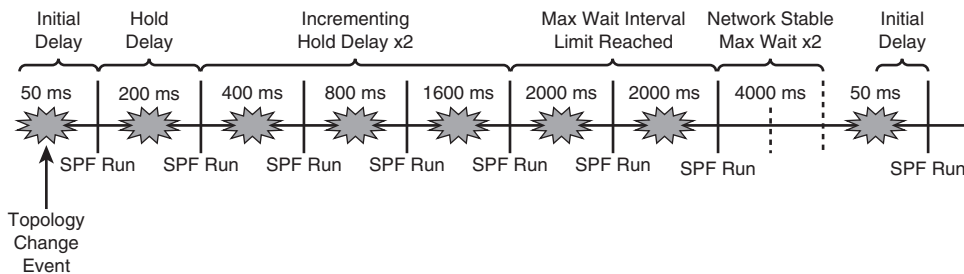 Initial
Delay
Hold
Delay
Incrementing
Hold Delay x2
Max Wait Interval
Limit Reached
Network Stable
Max Wait x2
Initial
Delay
50 ms
200 ms
400 ms
800 ms
1600 ms
2000 ms
2000 ms
4000 ms
50 ms
SPF Run
SPF Run
SPF Run
SPF Run
SPF Run
SPF Run
SPF Run
SPF Run
Topology
Change
Event